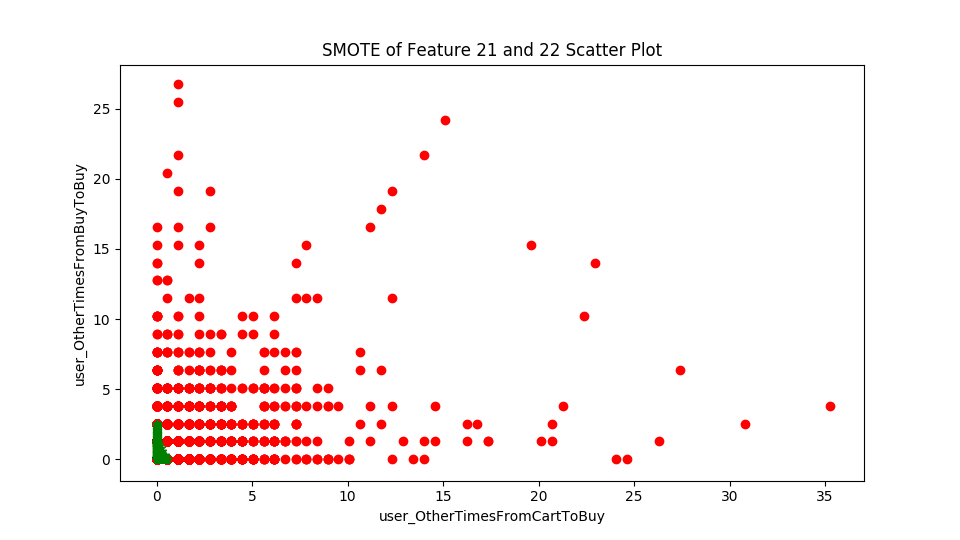 SMOTE of Feature 21 and 22 Scatter Plot
25
20
15
10
5
0
user_OtherTimesFromBuyToBuy
0 5 10 15 20 25 30 35
user_OtherTimesFromCartToBuy